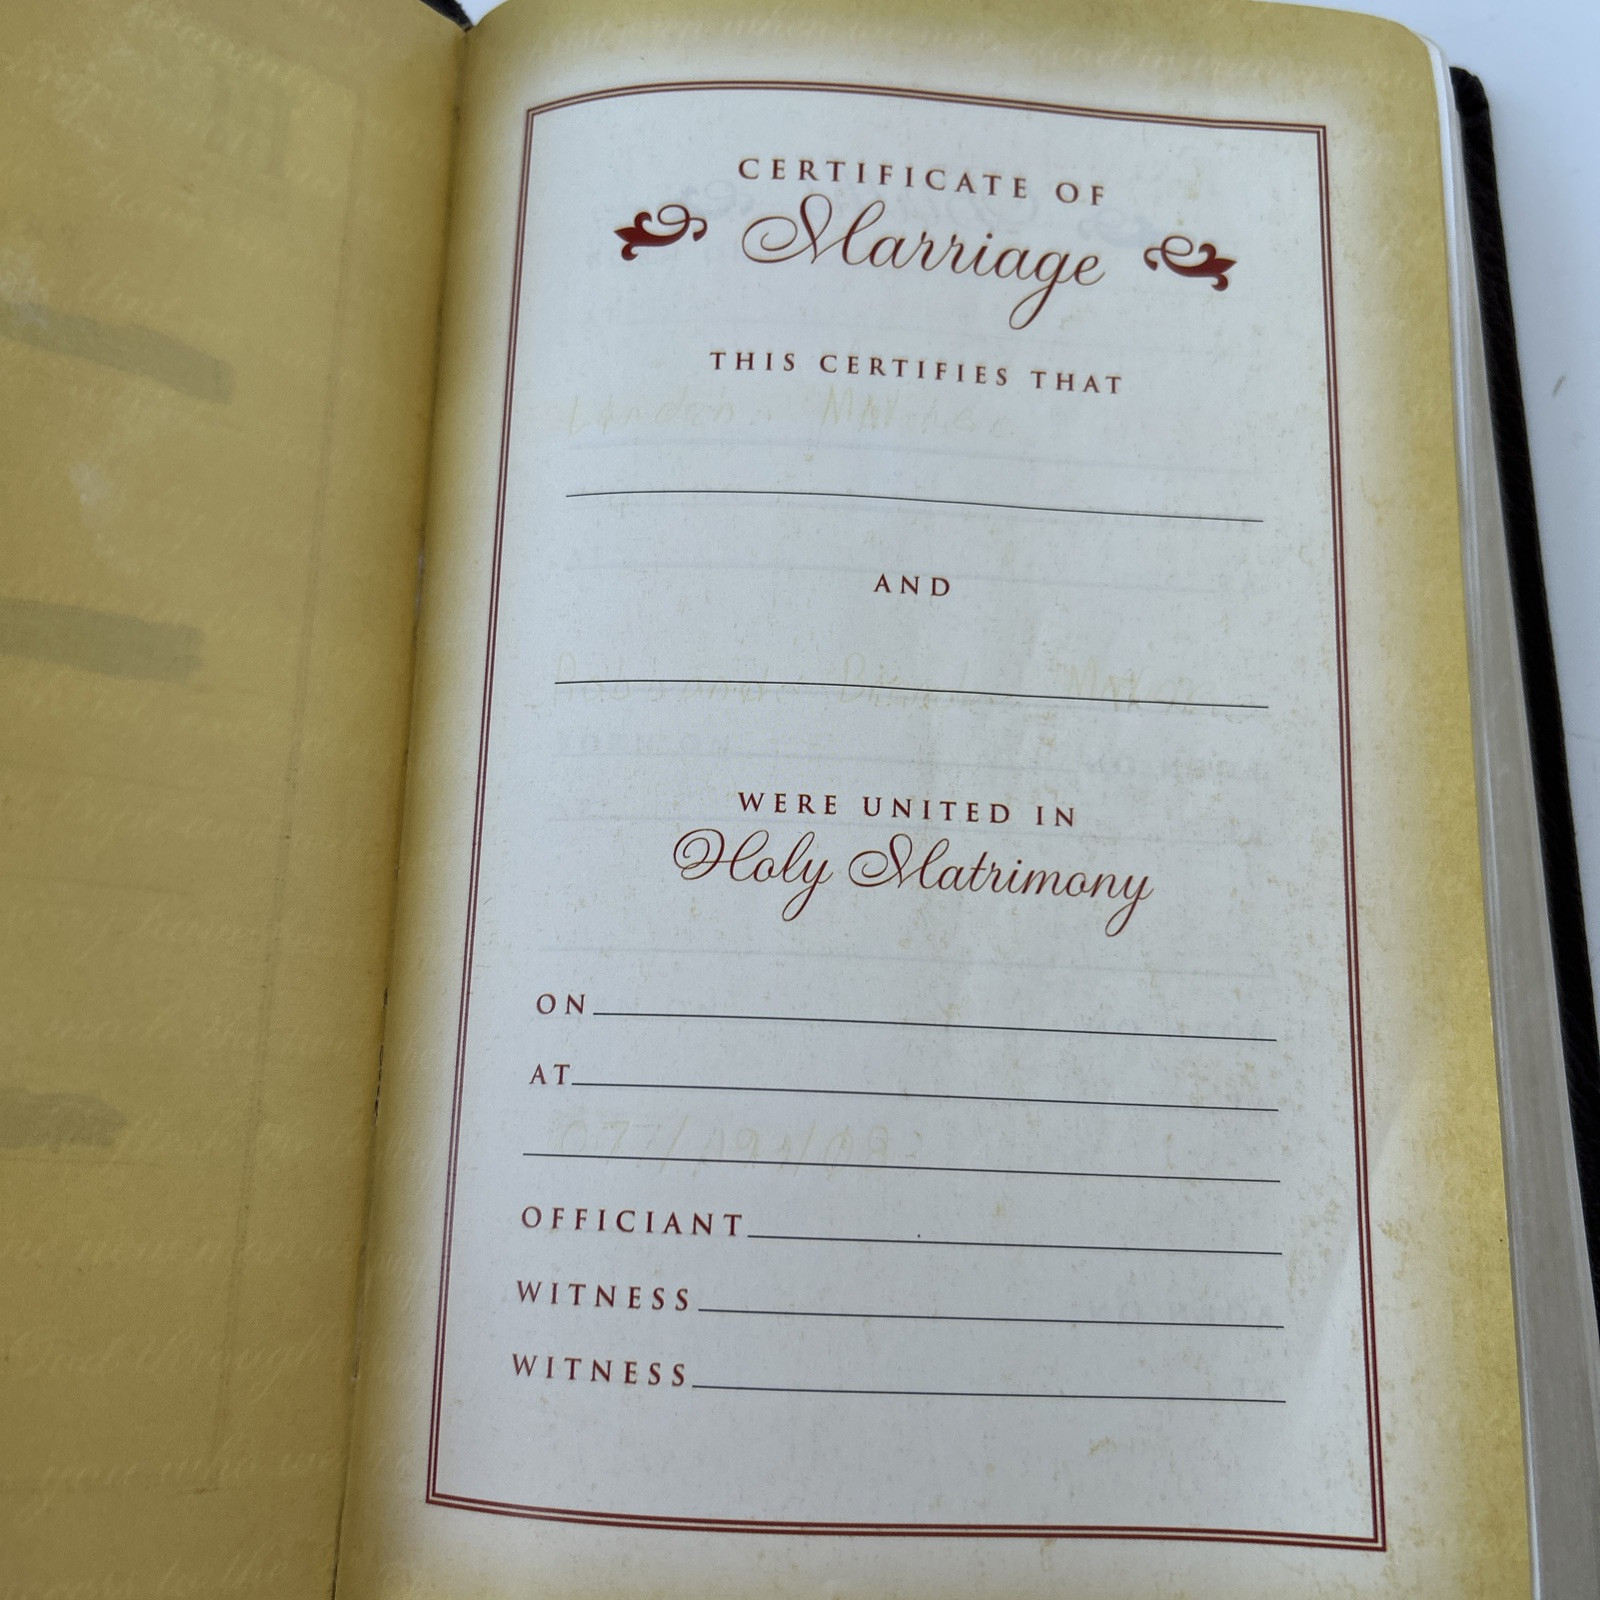 CERTIFICATE OF
Marriage
THIS CERTIFIES THAT
AND
WERE UNITED IN
Holy Matrimony
ON
AT
OFFICIANT
WITNESS
WITNESS